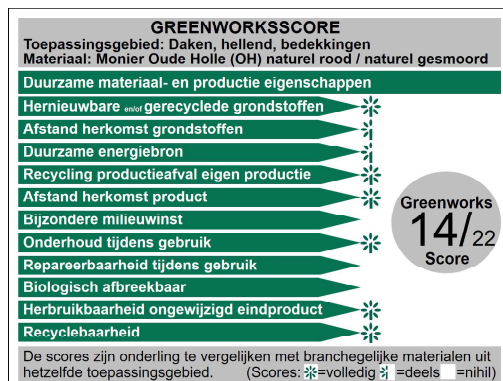 GREENWORKSSCORE
Toepassingsgebied: Daken, hellend, bedekkingen
Materiaal: Monier Oude Holle (OH) naturel rood / naturel gesmoord
Duurzame materiaal- en productie eigenschappen
Hernieuwbare en/of gerecyclede grondstoffen
Afstand herkomst grondstoffen
Duurzame energiebron
Recycling productieafval eigen productie
Afstand herkomst product
Bijzondere milieuwinst
Onderhoud tijdens gebruik
Repareerbaarheid tijdens gebruik
Biologisch afbreekbaar
Herbruikbaarheid ongewijzigd eindproduct
Recyclebaarheid
Greenworks
14/22
Score
De scores zijn onderling te vergelijken met branchegelijke materialen uit
hetzelfde toepassingsgebied. (Scores: =volledig =deels =nihil)